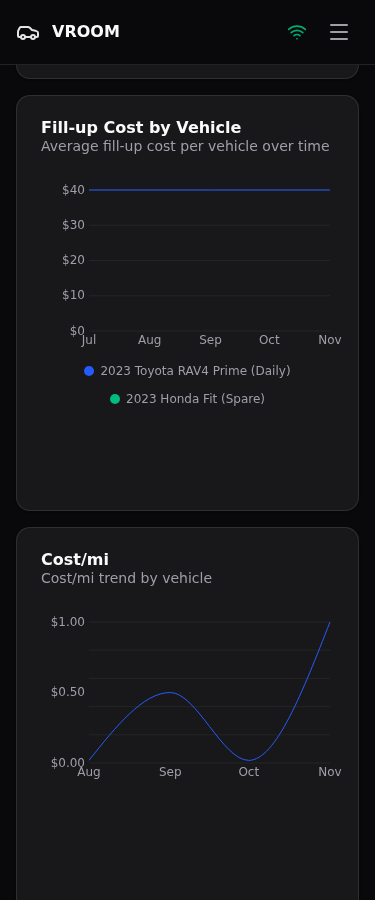 VROOM
Fill-up Cost by Vehicle
Average fill-up cost per vehicle over time
$40
$30
$20
$10
$0
Jul Aug Sep Oct Nov
2023 Toyota RAV4 Prime (Daily)
2023 Honda Fit (Spare)
Cost/mi
Cost/mi trend by vehicle
$1.00
$0.50
$0.00
Aug Sep Oct Nov